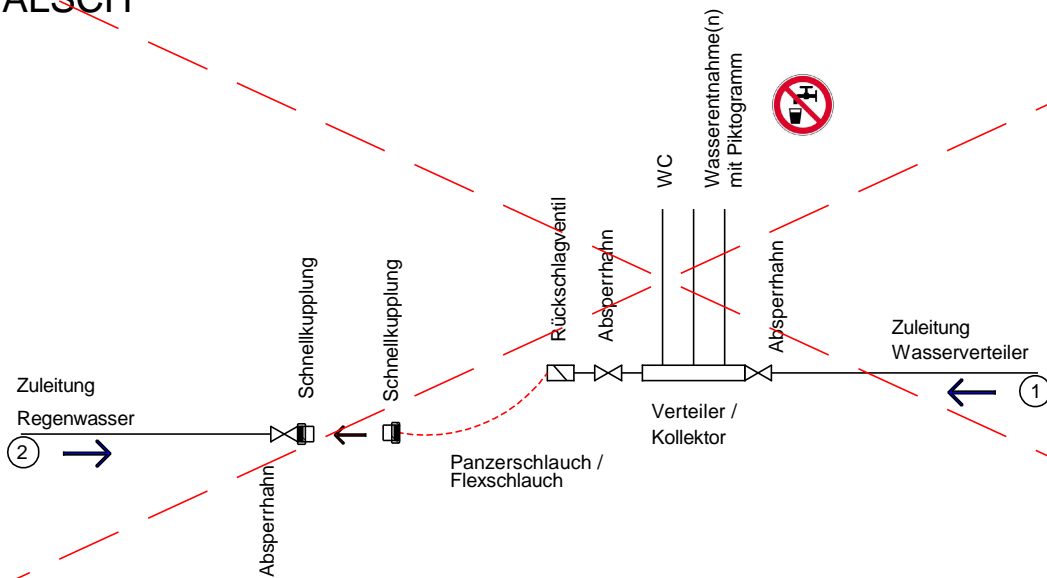 ALSCH
Wasserentnahme(n)
mit Piktogramm
WC
Rückschlagventil
Absperrhahn
Absperrhahn
Schnellkupplung
Schnellkupplung
Zuleitung
Wasserverteiler
1
Zuleitung
Regenwasser
2
Verteiler /
Kollektor
Panzerschlauch /
Flexschlauch
Absperrhahn